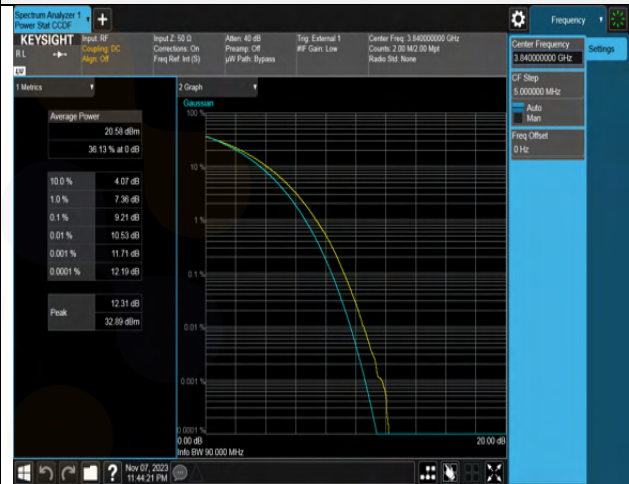 Spectrum Analyzer 1
Power Stat CCDF
+
Frequency
KEYSIGHT
RL
LW
Input: RF
Coupling: DC
Align: Off
Input Z: 50 Ω
Corrections: On
Freq Ref: Int (S)
Atten: 40 dB
Preamp: Off
µW Path: Bypass
Trig: External 1
#IF Gain: Low
Center Freq: 3.840000000 GHz
Counts: 2.00 M/2.00 Mpt
Radio Std: None
Center Frequency
3.840000000 GHz
Settings
CF Step
5.000000 MHz
Auto
Man
Freq Offset
0 Hz
1 Metrics
Average Power
20.58 dBm
36.13 % at 0 dB
10.0 % 4.07 dB
1.0 % 7.36 dB
0.1 % 9.21 dB
0.01 % 10.53 dB
0.001 % 11.71 dB
0.0001 % 12.19 dB
Peak
12.31 dB
32.89 dBm
2 Graph
Gaussian
100 %
10 %
1 %
0.1 %
0.01 %
0.001 %
0.0001 %
0.00 dB
20.00 dB
Info BW 90.000 MHz
?
Nov 07, 2023
11:44:21 PM